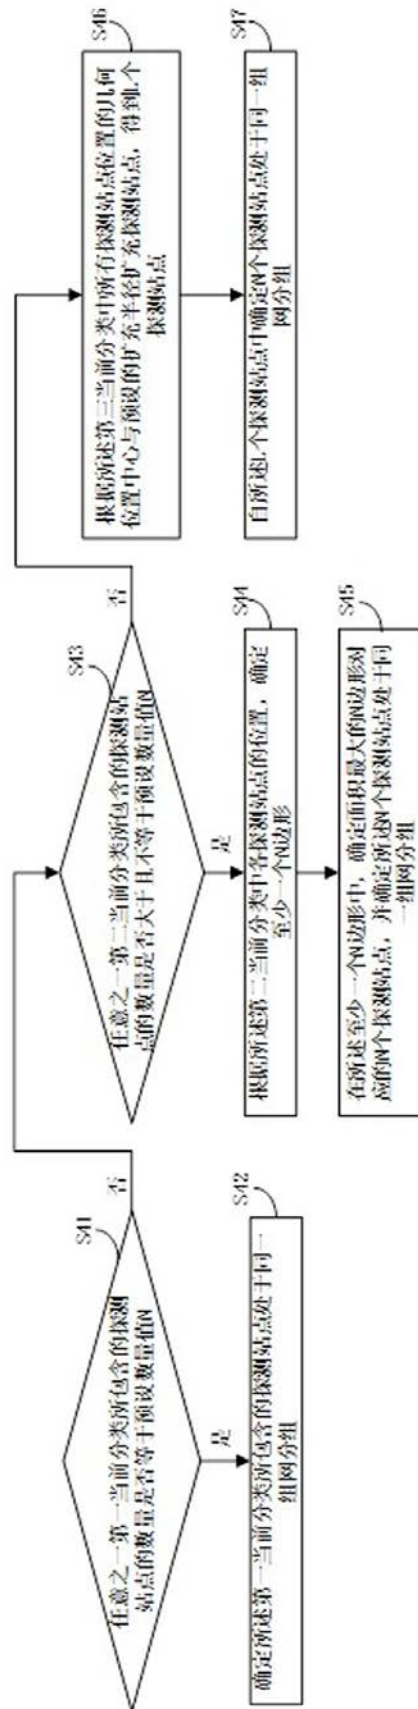 S41
任意之一第一当前分类所包含的探测
站点的数量是否等于预设数量值N
否
是
S42
确定所述第一当前分类所包含的探测站点处于同一
组网分组
S43
任意之一第二当前分类所包含的探测站
点的数量是否大于且不等于预设数量值N
否
是
S44
根据所述第二当前分类中各探测站点的位置，确定
至少一个N边形
S45
在所述至少一个N边形中，确定面积最大的N边形对
应的N个探测站点，并确定所述N个探测站点处于同
一组网分组
S46
根据所述第三当前分类中所有探测站点位置的几何
位置中心与预设的扩充半径扩充探测站点，得到L个
探测站点
S47
自所述L个探测站点中确定N个探测站点处于同一组
网分组